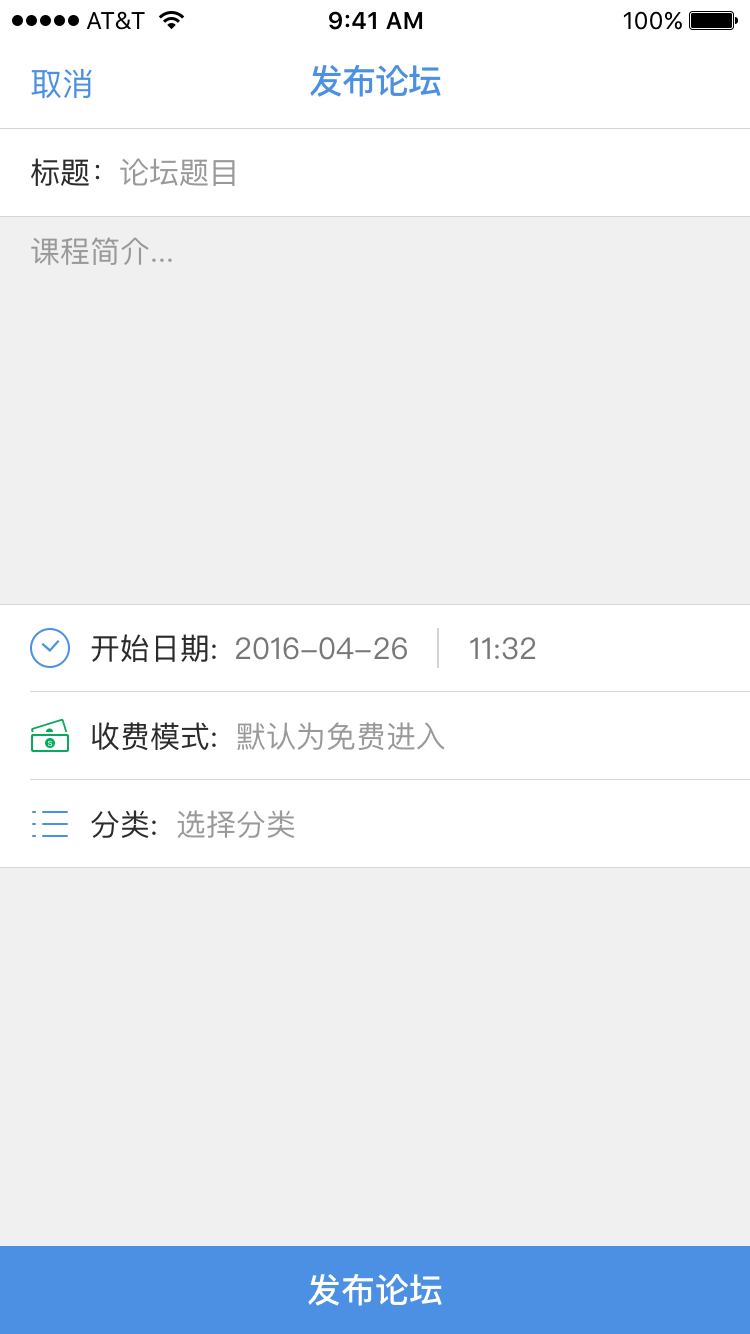 AT&T 9:41 AM 100%
取消 发布论坛
标题: 论坛题目
课程简介...
开始日期: 2016-04-26 11:32
收费模式: 默认为免费进入
分类: 选择分类
发布论坛